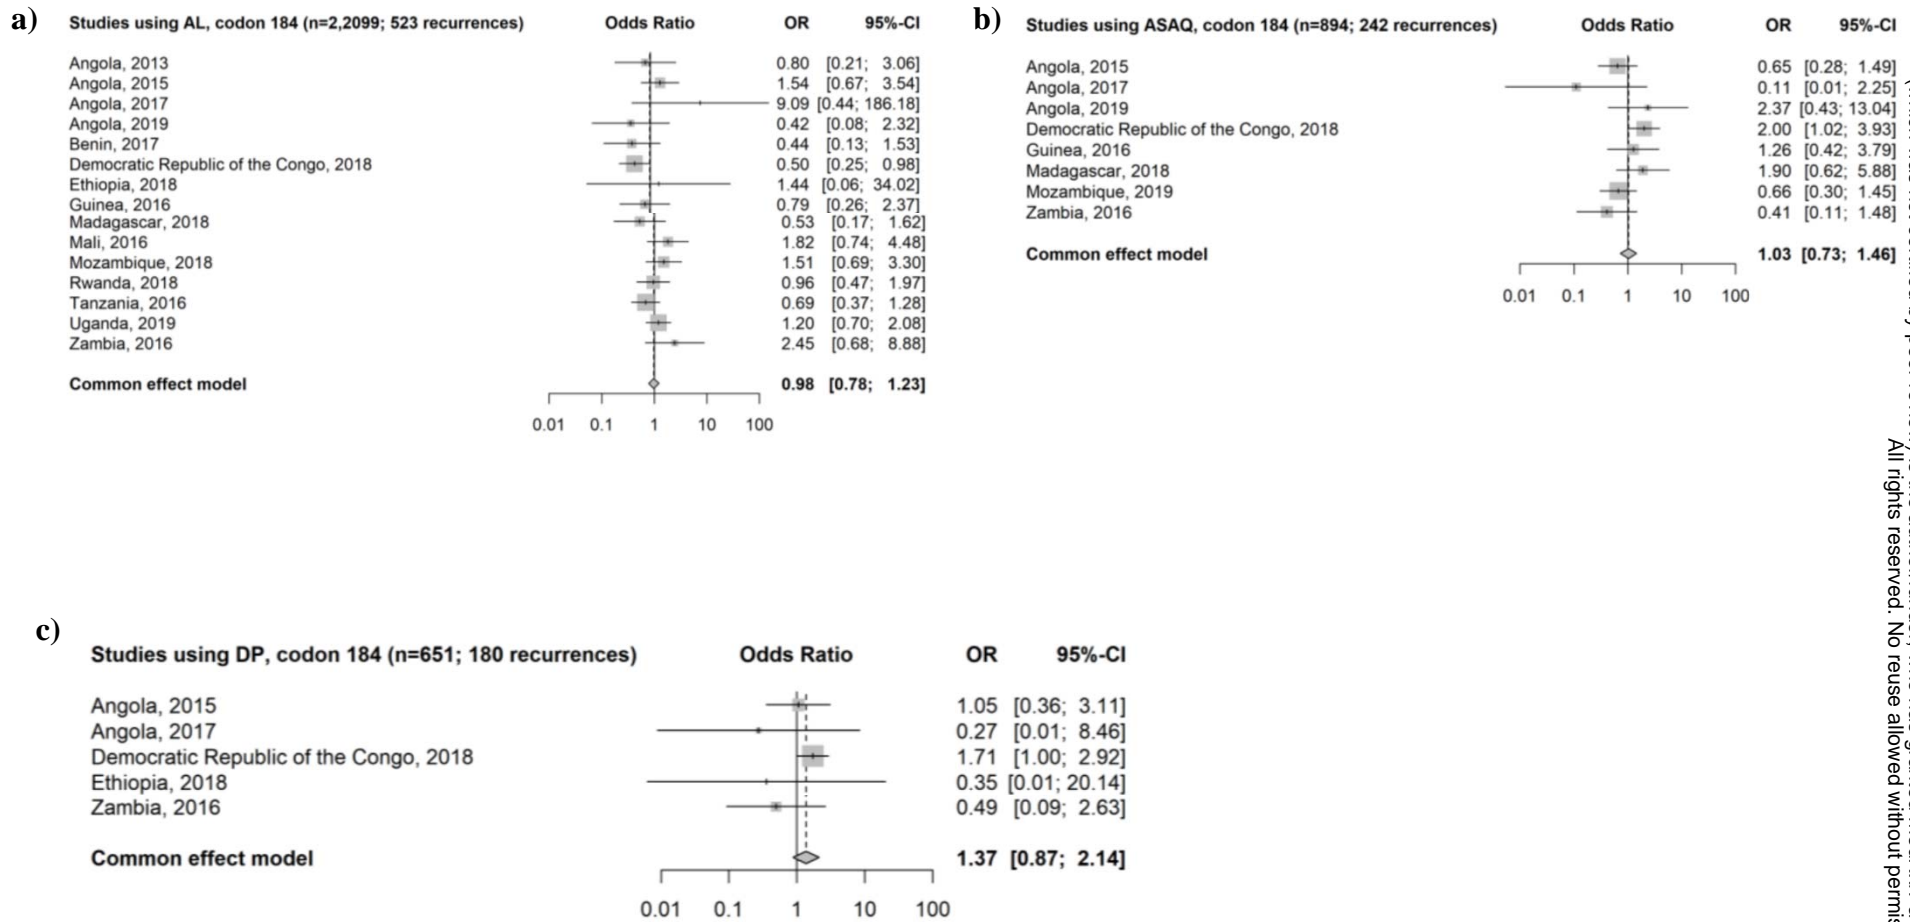 a)
Studies using AL, codon 184 (n=2,2099; 523 recurrences) Odds Ratio OR 95%-CI
Angola, 2013 0.80 [0.21; 3.06]
Angola, 2015 1.54 [0.67; 3.54]
Angola, 2017 9.09 [0.44; 186.18]
Angola, 2019 0.42 [0.08; 2.32]
Benin, 2017 0.44 [0.13; 1.53]
Democratic Republic of the Congo, 2018 0.50 [0.25; 0.98]
Ethiopia, 2018 1.44 [0.06; 34.02]
Guinea, 2016 0.79 [0.26; 2.37]
Madagascar, 2018 0.53 [0.17; 1.62]
Mali, 2016 1.82 [0.74; 4.48]
Mozambique, 2018 1.51 [0.69; 3.30]
Rwanda, 2018 0.96 [0.47; 1.97]
Tanzania, 2016 0.69 [0.37; 1.28]
Uganda, 2019 1.20 [0.70; 2.08]
Zambia, 2016 2.45 [0.68; 8.88]
Common effect model 0.98 [0.78; 1.23]
0.01 0.1 1 10 100
b)
Studies using ASAQ, codon 184 (n=894; 242 recurrences) Odds Ratio OR 95%-CI
Angola, 2015 0.65 [0.28; 1.49]
Angola, 2017 0.11 [0.01; 2.25]
Angola, 2019 2.37 [0.43; 13.04]
Democratic Republic of the Congo, 2018 2.00 [1.02; 3.93]
Guinea, 2016 1.26 [0.42; 3.79]
Madagascar, 2018 1.90 [0.62; 5.88]
Mozambique, 2019 0.66 [0.30; 1.45]
Zambia, 2016 0.41 [0.11; 1.48]
Common effect model 1.03 [0.73; 1.46]
0.01 0.1 1 10 100
c)
Studies using DP, codon 184 (n=651; 180 recurrences) Odds Ratio OR 95%-CI
Angola, 2015 1.05 [0.36; 3.11]
Angola, 2017 0.27 [0.01; 8.46]
Democratic Republic of the Congo, 2018 1.71 [1.00; 2.92]
Ethiopia, 2018 0.35 [0.01; 20.14]
Zambia, 2016 0.49 [0.09; 2.63]
Common effect model 1.37 [0.87; 2.14]
0.01 0.1 1 10 100
All rights reserved. No reuse allowed without